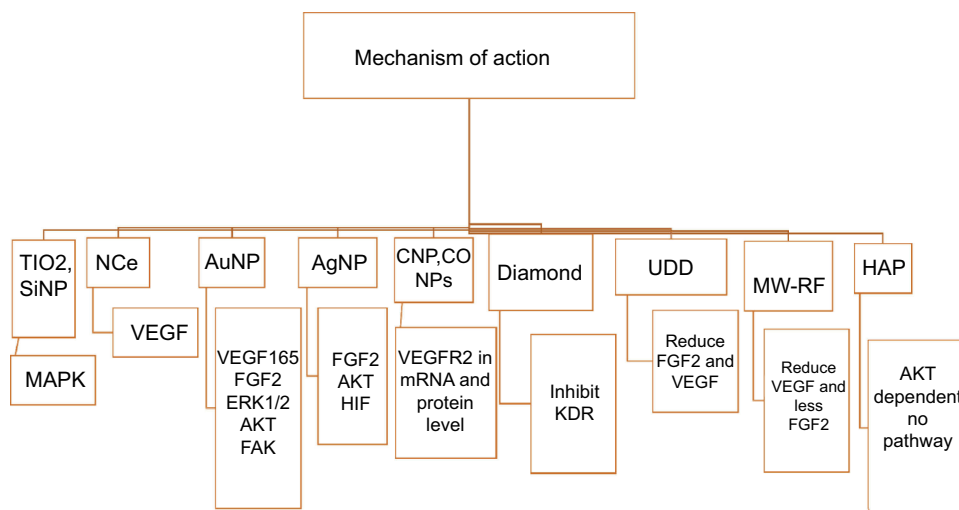 Mechanism of action
TIO2,
SiNP
NCe
AuNP
AgNP
CNP,CO
NPs
Diamond
UDD
MW-RF
HAP
MAPK
VEGF
VEGF165
FGF2
ERK1/2
AKT
FAK
FGF2
AKT
HIF
VEGFR2 in
mRNA and
protein
level
Inhibit
KDR
Reduce
FGF2 and
VEGF
Reduce
VEGF and
less
FGF2
AKT
dependent
no
pathway